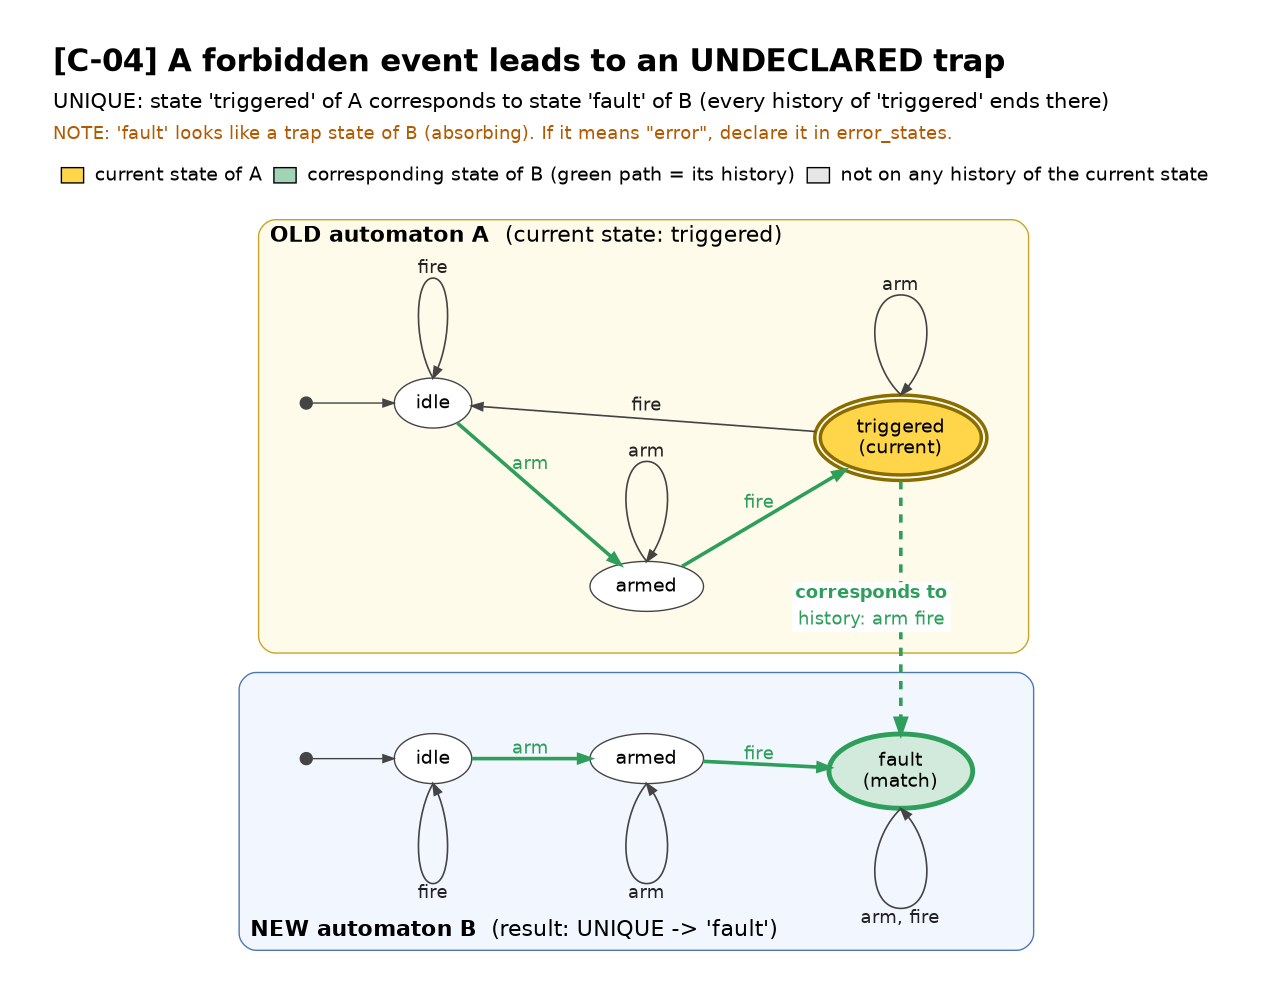 [C-04] A forbidden event leads to an UNDECLARED trap
UNIQUE: state 'triggered' of A corresponds to state 'fault' of B (every history of 'triggered' ends there)
NOTE: 'fault' looks like a trap state of B (absorbing). If it means "error", declare it in error_states.
current state of A
corresponding state of B (green path = its history)
not on any history of the current state
OLD automaton A (current state: triggered)
fire
arm
idle
fire
triggered
(current)
arm
arm
fire
armed
corresponds to
history: arm fire
idle
arm
armed
fire
fault
(match)
fire
arm
arm, fire
NEW automaton B (result: UNIQUE -> 'fault')